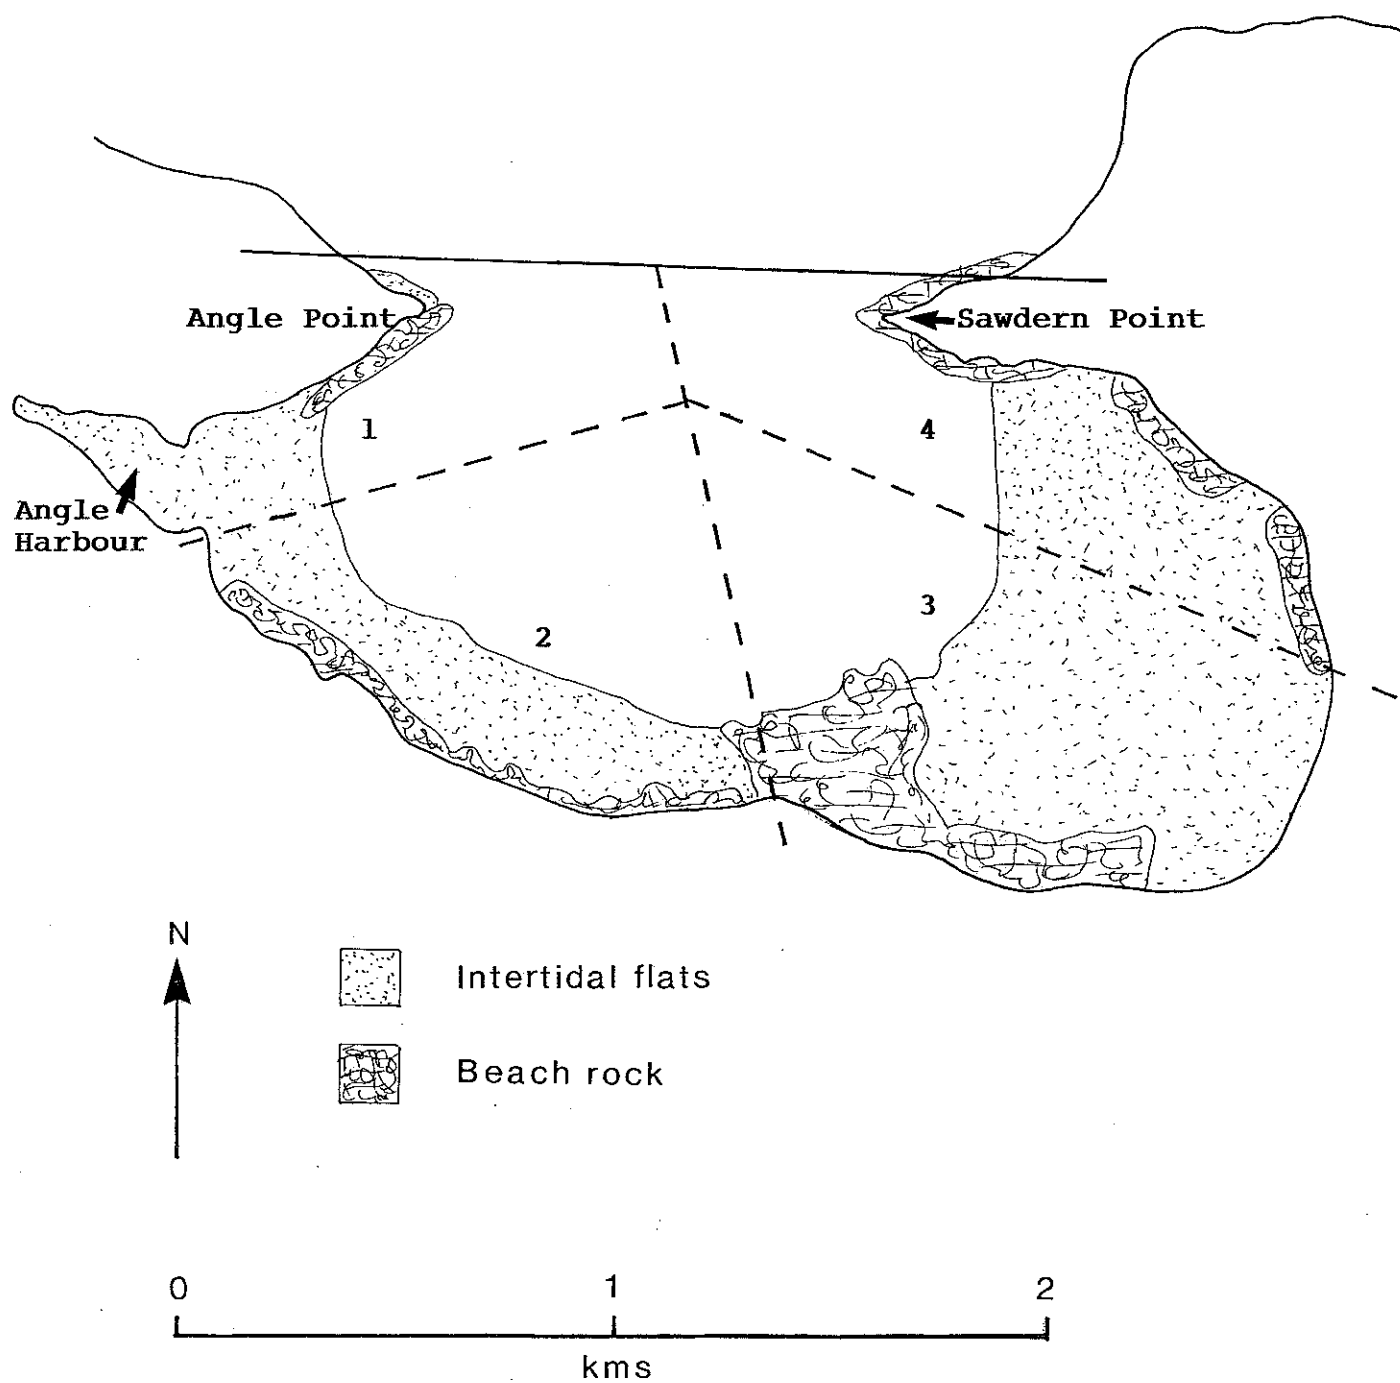 Angle Point
Sawdern Point
1
4
Angle
Harbour
3
2
N
Intertidal flats
Beach rock
0 1 2
kms